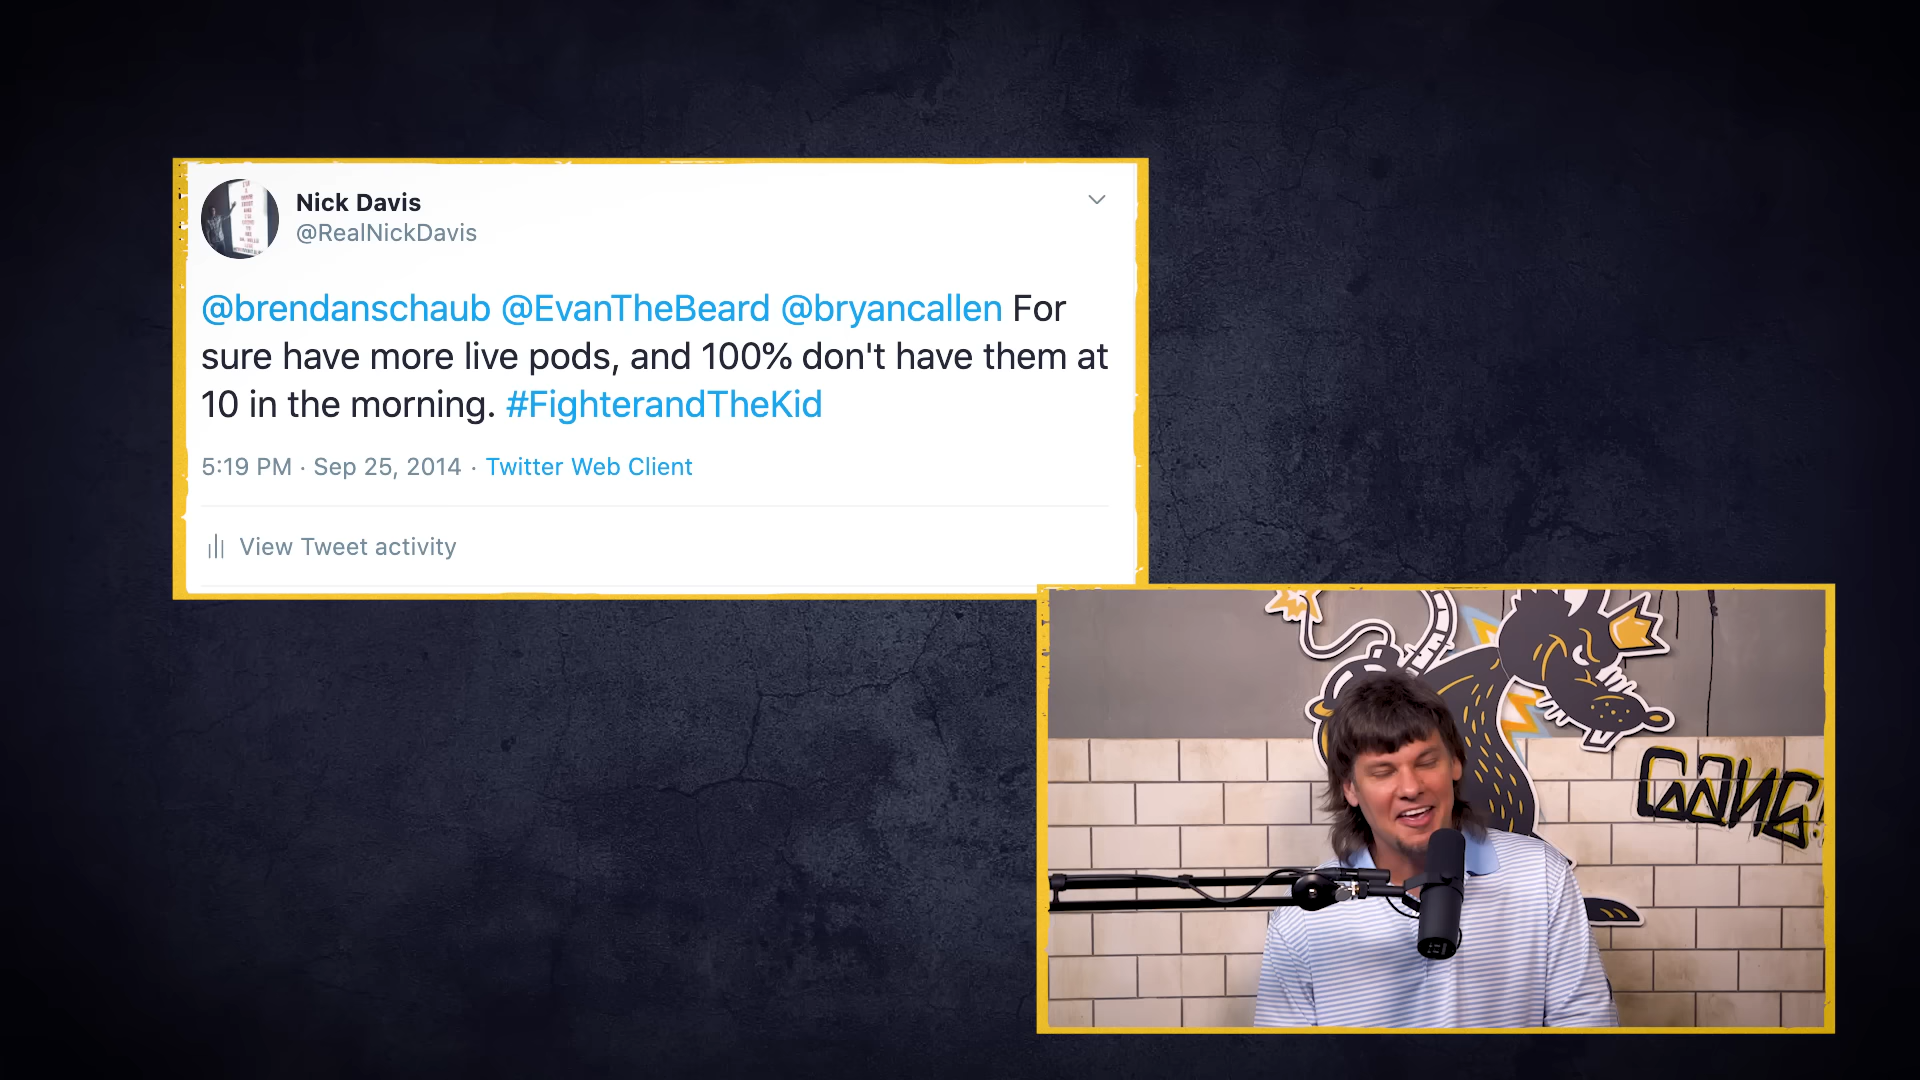 Nick Davis
@RealNickDavis
@brendanschaub @EvanTheBeard @bryancallen For
sure have more live pods, and 100% don't have them at
10 in the morning. #FighterandTheKid
5:19 PM · Sep 25, 2014 · Twitter Web Client
View Tweet activity
GANG!